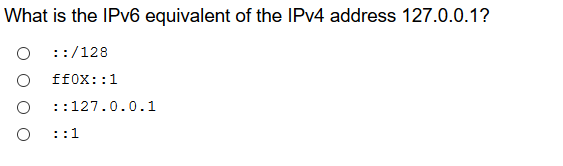 What is the IPv6 equivalent of the IPv4 address 127.0.0.1?
::/128
ff0X::1
::127.0.0.1
::1